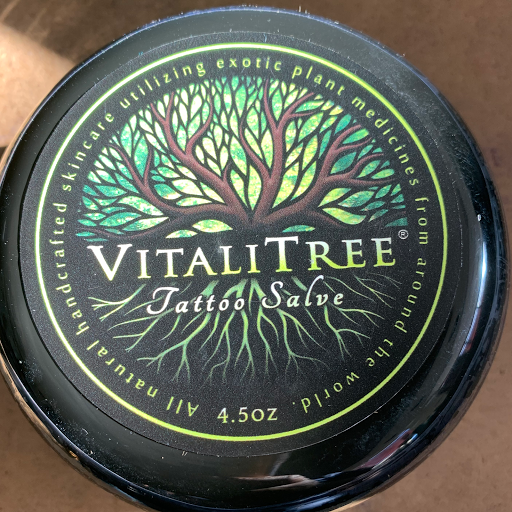 All natural handcrafted skincare utilizing exotic plant medicines from around the world.
VITALITREE®
Tattoo Salve
4.5oz